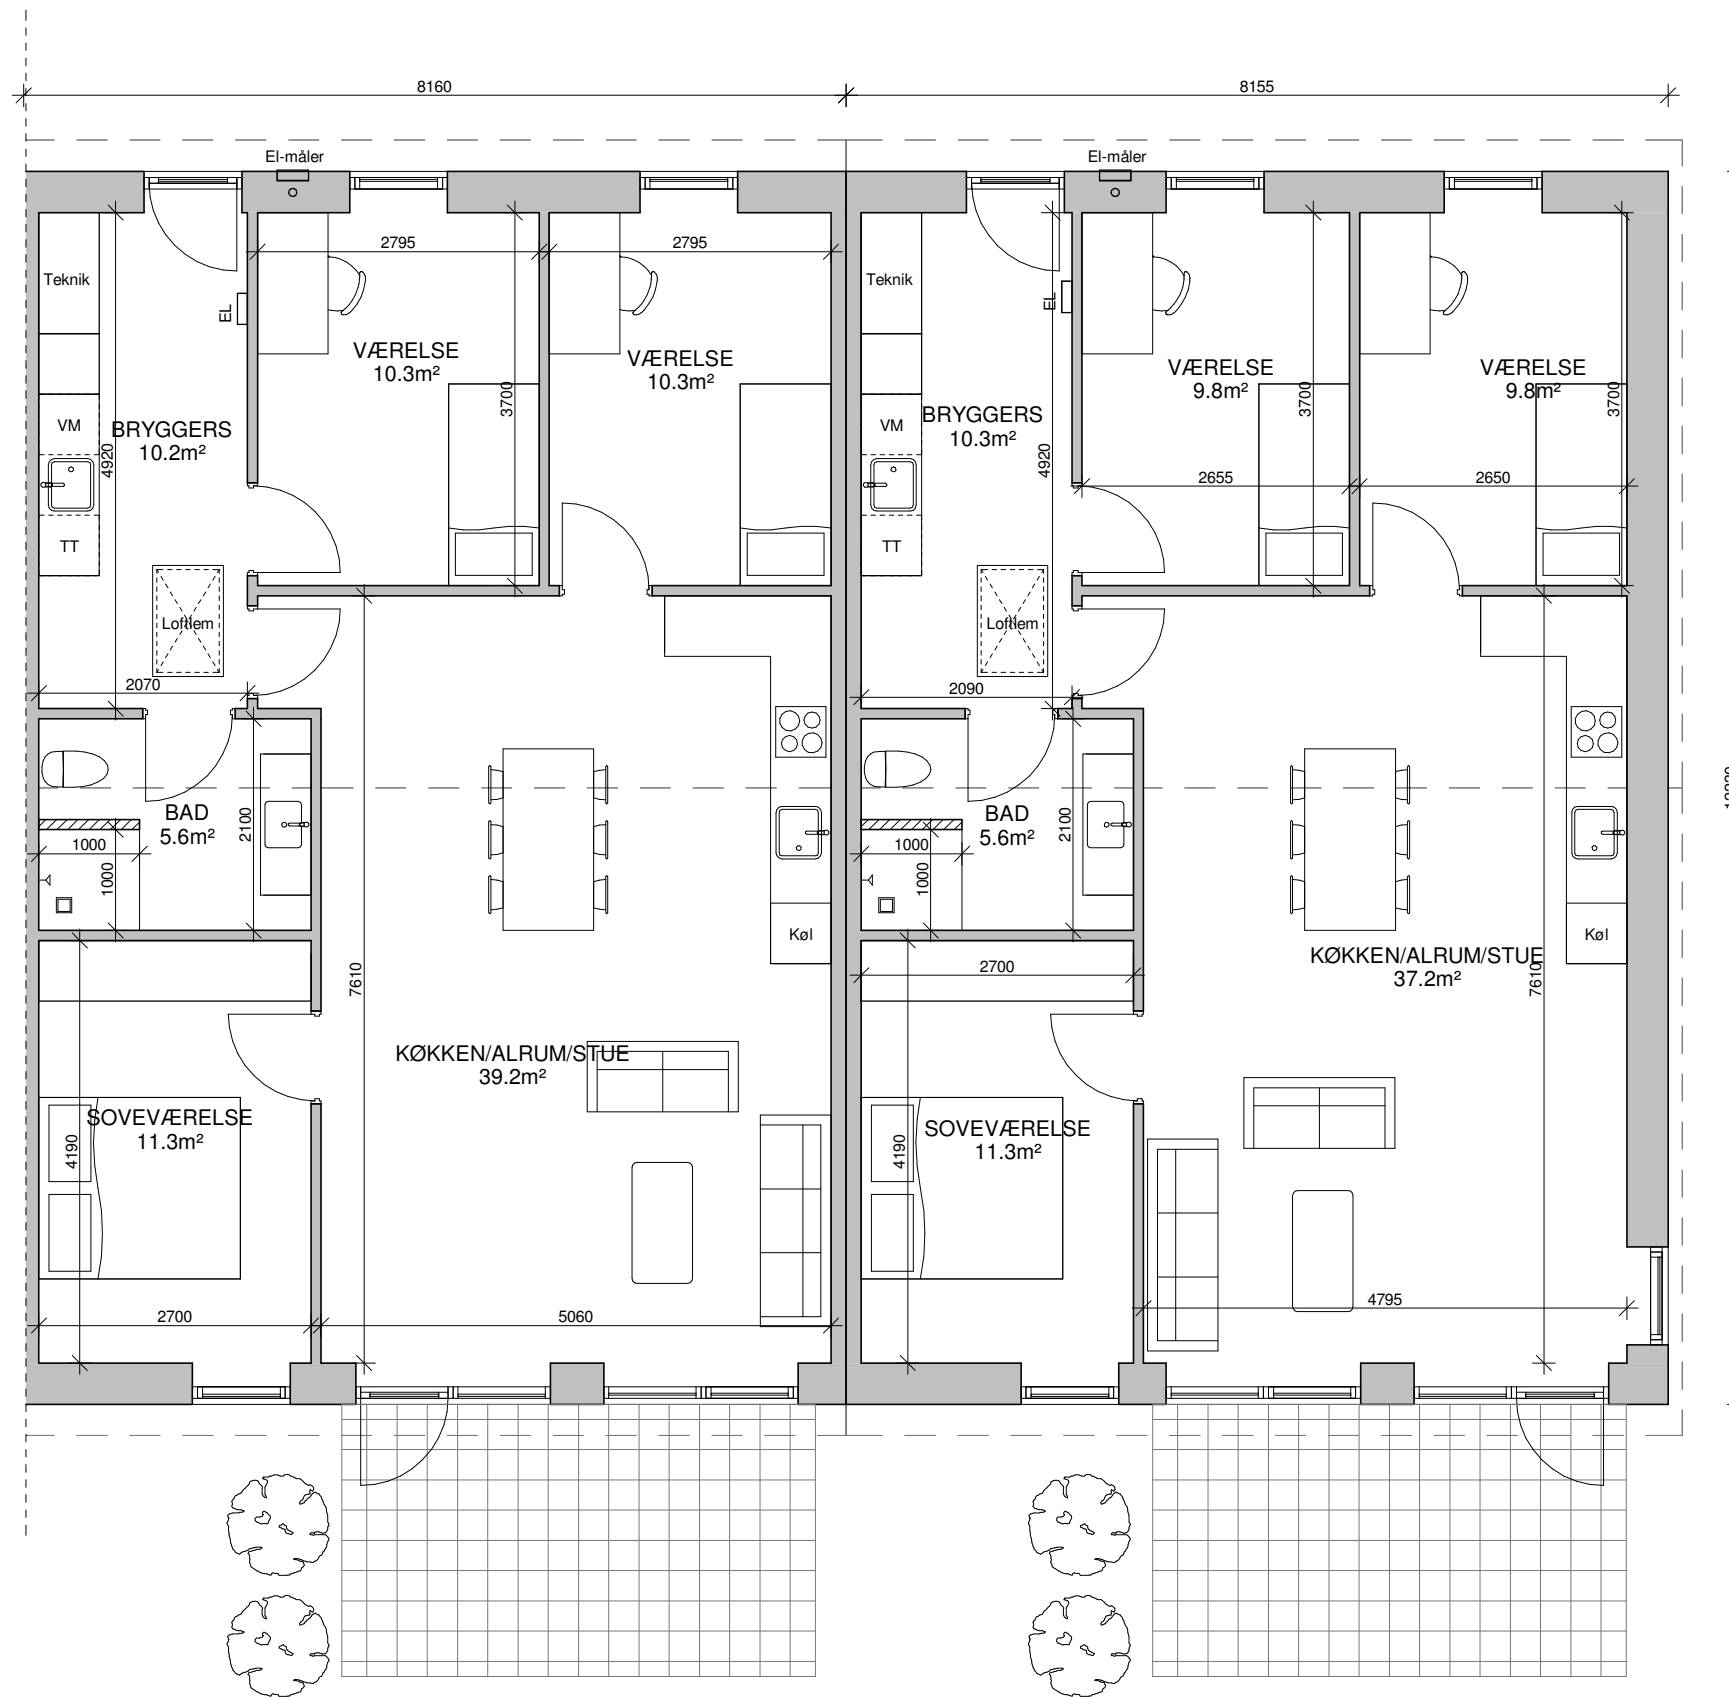 8160
8155
El-måler
El-måler
2795
2795
Teknik
EL
VÆRELSE
10.3m²
VÆRELSE
10.3m²
3700
VM
BRYGGERS
10.2m²
4920
TT
Loftlem
2070
Teknik
EL
VÆRELSE
9.8m²
VÆRELSE
9.8m²
3700
3700
VM
BRYGGERS
10.3m²
4920
2655
2650
TT
Loftlem
2090
BAD
5.6m²
2100
1000
1000
BAD
5.6m²
2100
1000
1000
Køl
Køl
7610
KØKKEN/ALRUM/STUE
39.2m²
2700
KØKKEN/ALRUM/STUE
37.2m²
7610
SOVEVÆRELSE
11.3m²
4190
SOVEVÆRELSE
11.3m²
4190
2700
5060
4795